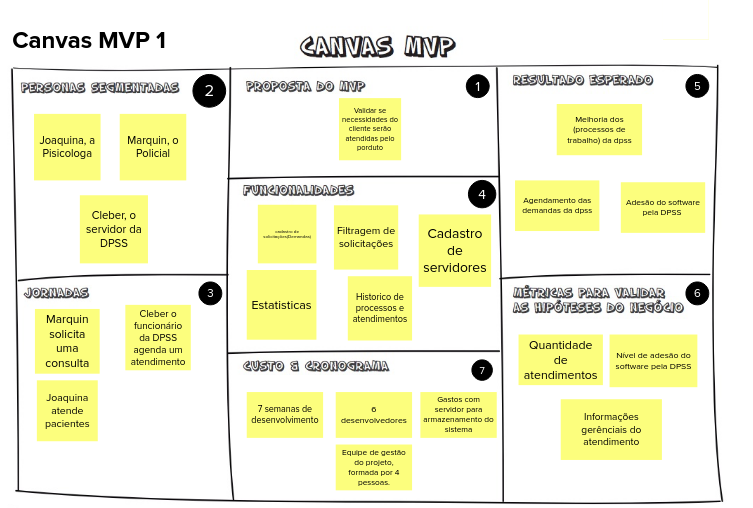 Canvas MVP 1
CANVAS MVP
PERSONAS SEGMENTADAS
2
Joaquina, a
Pisicologa
Marquin, o
Policial
Cleber, o
servidor da
DPSS
PROPOSTA DO MVP
1
Validar se
necessidades do
cliente serão
atendidas pelo
porduto
RESULTADO ESPERADO
5
Melhoria dos
(processos de
trabalho) da dpss
Agendamento das
demandas da dpss
Adesão do software
pela DPSS
FUNCIONALIDADES
4
cadastro de
solicitações(Demandas)
Filtragem de
solicitações
Cadastro
de
servidores
Estatisticas
Historico de
processos e
atendimentos
JORNADAS
3
Marquin
solicita
uma
consulta
Cleber o
funcionário
da DPSS
agenda um
atendimento
Joaquina
atende
pacientes
MÉTRICAS PARA VALIDAR
AS HIPÓTESES DO NEGÓCIO
6
Quantidade
de
atendimentos
Nível de adesão do
software pela DPSS
Informações
gerênciais do
atendimento
CUSTO & CRONOGRAMA
7
7 semanas de
desenvolvimento
6
desenvolvedores
Gastos com
servidor para
armazenamento do
sistema
Equipe de gestão
do projeto,
formada por 4
pessoas.